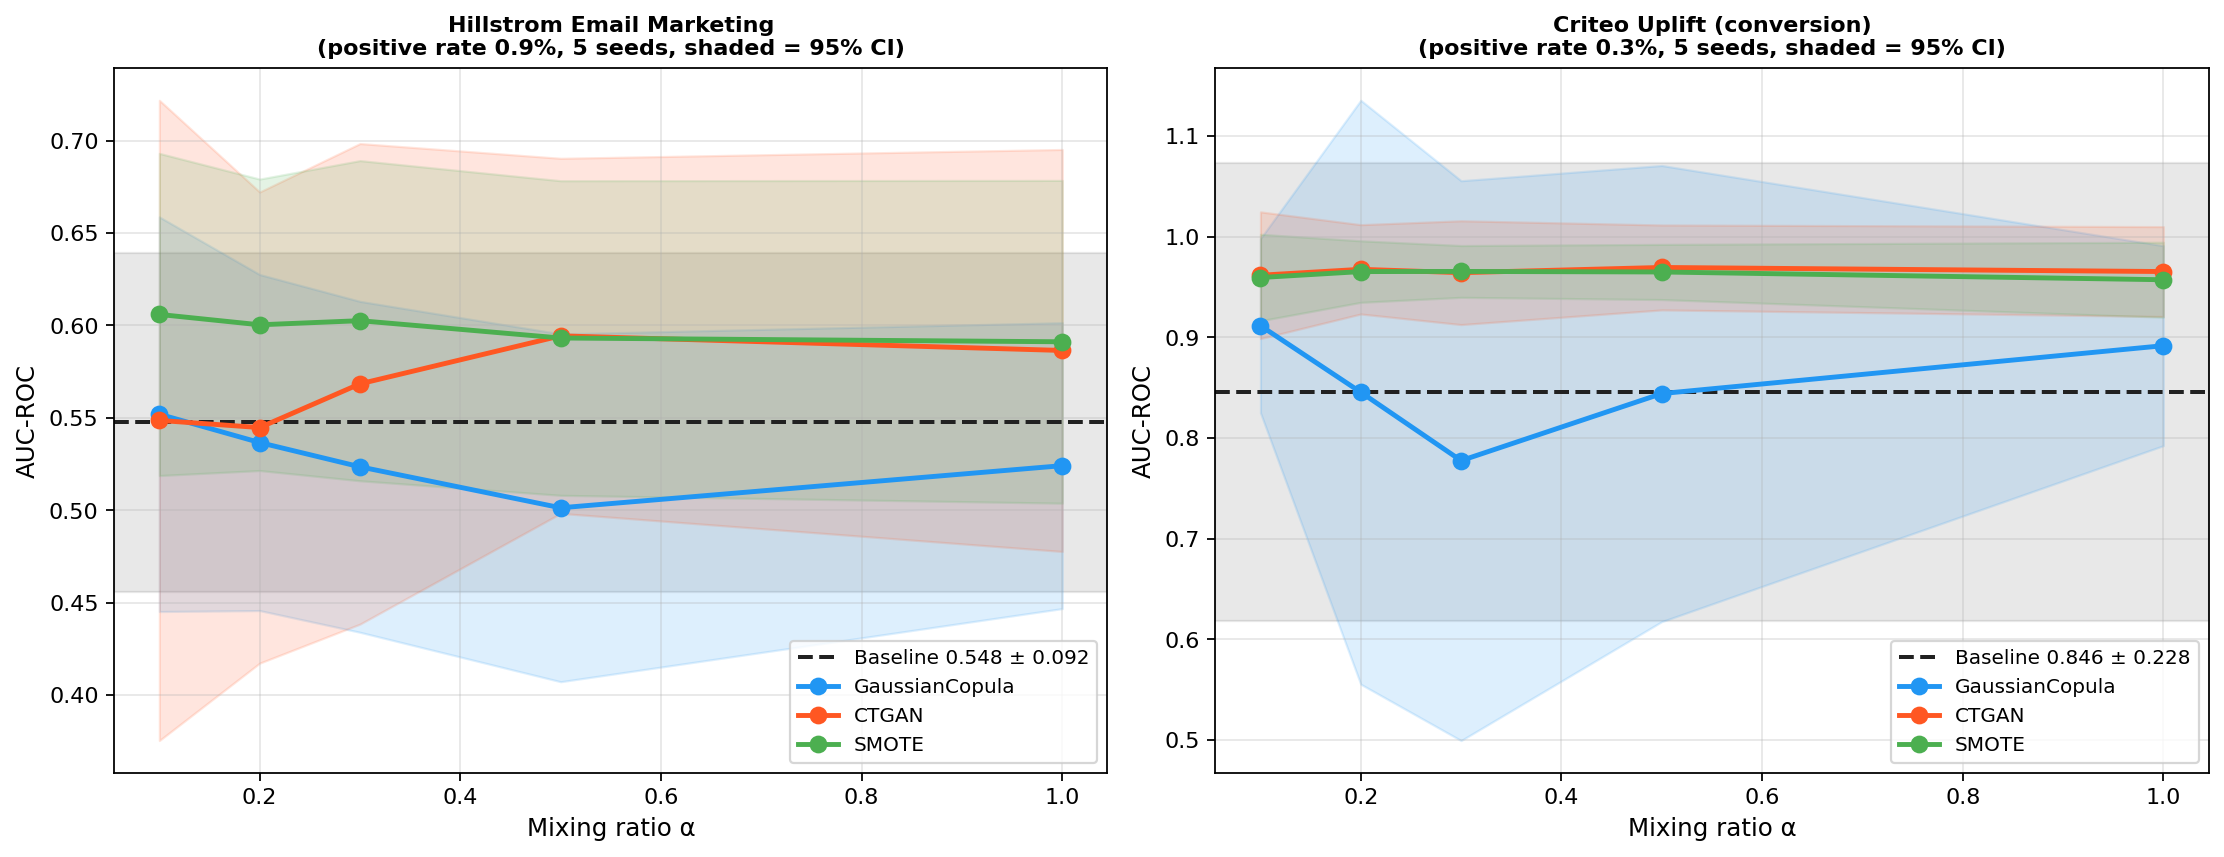 Hillstrom Email Marketing
(positive rate 0.9%, 5 seeds, shaded = 95% CI)
AUC-ROC
0.70
0.65
0.60
0.55
0.50
0.45
0.40
Baseline 0.548 ± 0.092
GaussianCopula
CTGAN
SMOTE
0.2
0.4
0.6
0.8
1.0
Mixing ratio α
Criteo Uplift (conversion)
(positive rate 0.3%, 5 seeds, shaded = 95% CI)
AUC-ROC
1.1
1.0
0.9
0.8
0.7
0.6
0.5
Baseline 0.846 ± 0.228
GaussianCopula
CTGAN
SMOTE
0.2
0.4
0.6
0.8
1.0
Mixing ratio α